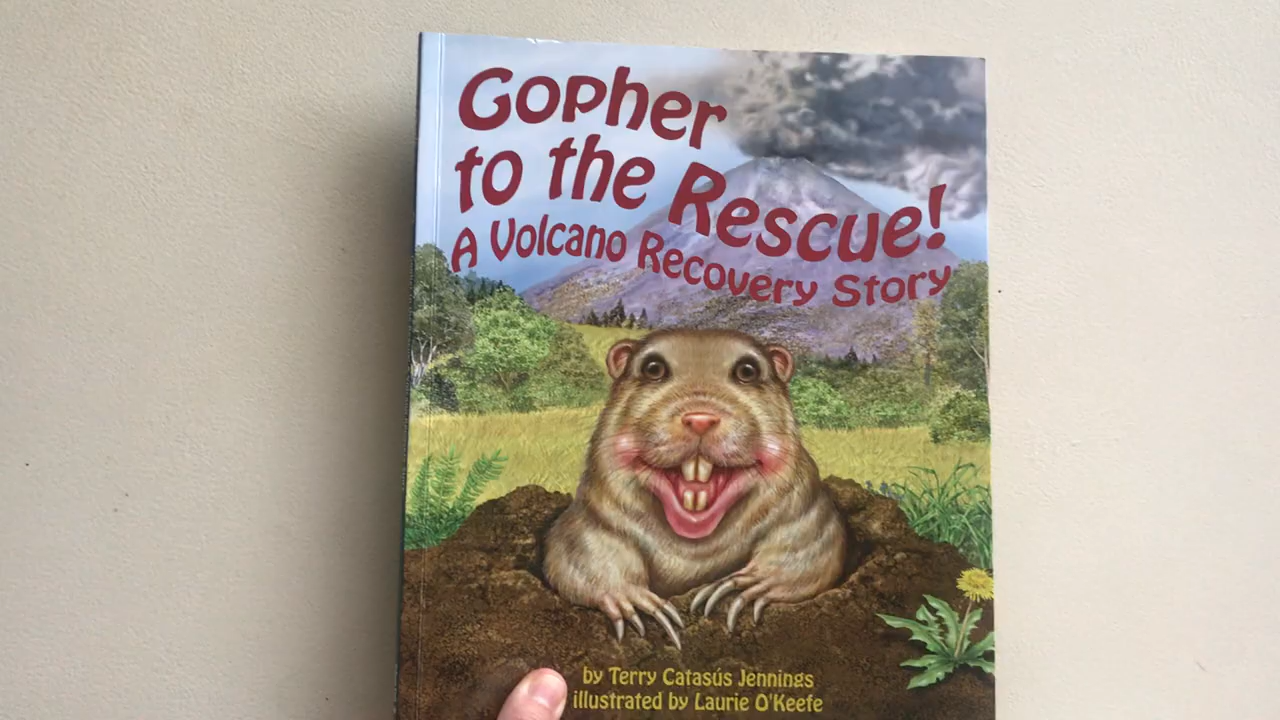 Gopher
to the Rescue!
A Volcano Recovery Story
by Terry Catasús Jennings
illustrated by Laurie O'Keefe